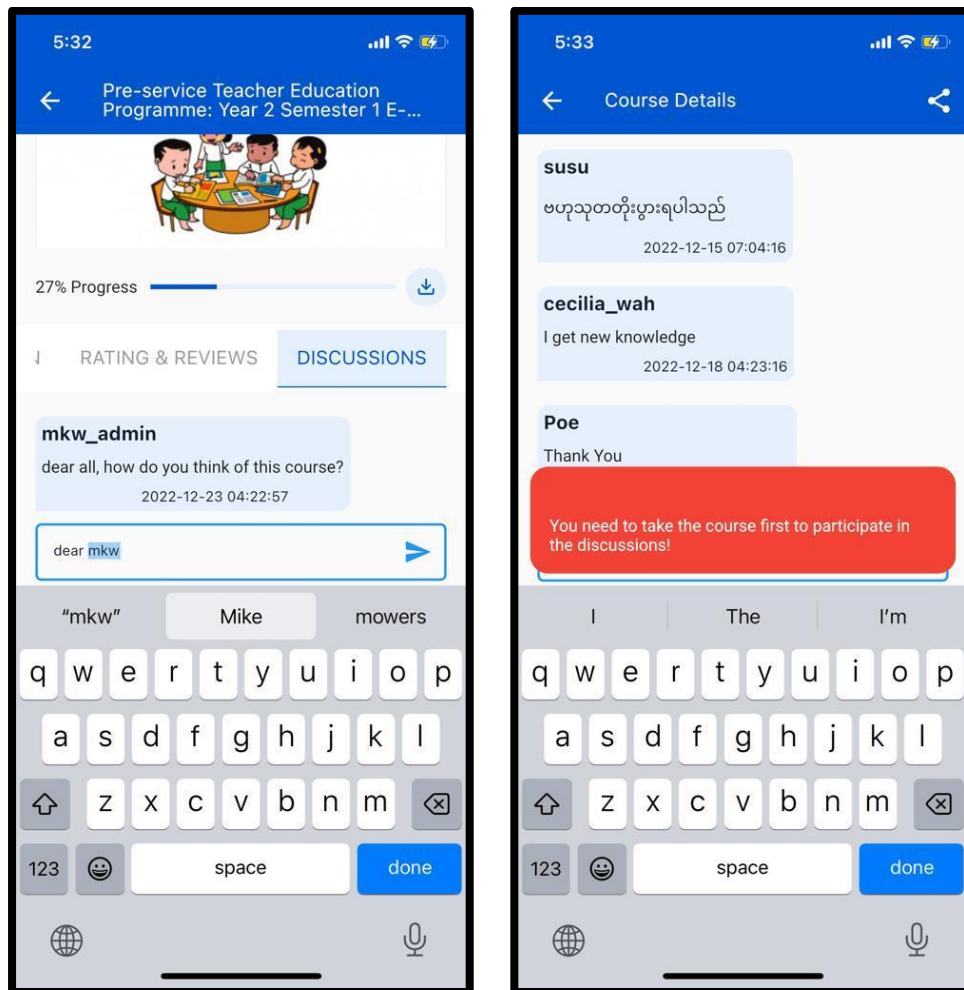 5:32
Pre-service Teacher Education
Programme: Year 2 Semester 1 E-...
27% Progress
N RATING & REVIEWS DISCUSSIONS
mkw_admin
dear all, how do you think of this course?
2022-12-23 04:22:57
dear mkw
“mkw” Mike mowers
q w e r t y u i o p
a s d f g h j k l
z x c v b n m
123 space done
5:33
Course Details
susu
ဗဟုသုတတိုးပွားရပါသည်
2022-12-15 07:04:16
cecilia_wah
I get new knowledge
2022-12-18 04:23:16
Poe
Thank You
You need to take the course first to participate in
the discussions!
I The I’m
q w e r t y u i o p
a s d f g h j k l
z x c v b n m
123 space done